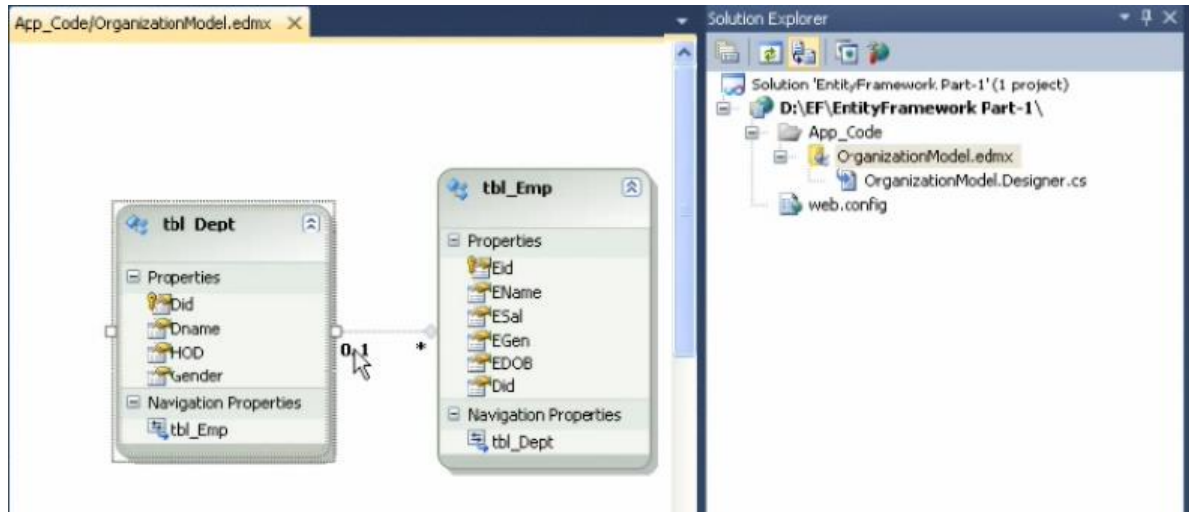 App_Code/OrganizationModel.edmx
Solution Explorer
Solution 'EntityFramework Part-1' (1 project)
D:\EF\EntityFramework Part-1\
App_Code
OrganizationModel.edmx
OrganizationModel.Designer.cs
web.config
tbl_Dept
Properties
Did
Dname
HOD
Gender
Navigation Properties
tbl_Emp
0..1
*
tbl_Emp
Properties
Eid
EName
ESal
EGen
EDOB
Did
Navigation Properties
tbl_Dept